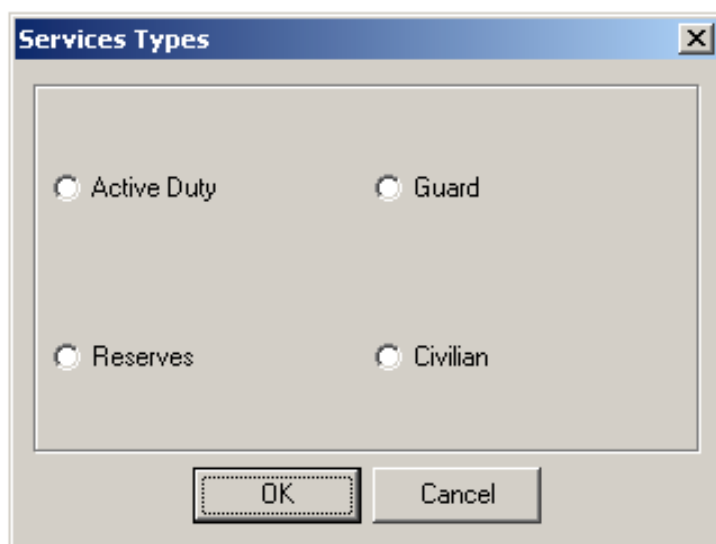 Services Types
Active Duty Guard
Reserves Civilian
OK Cancel